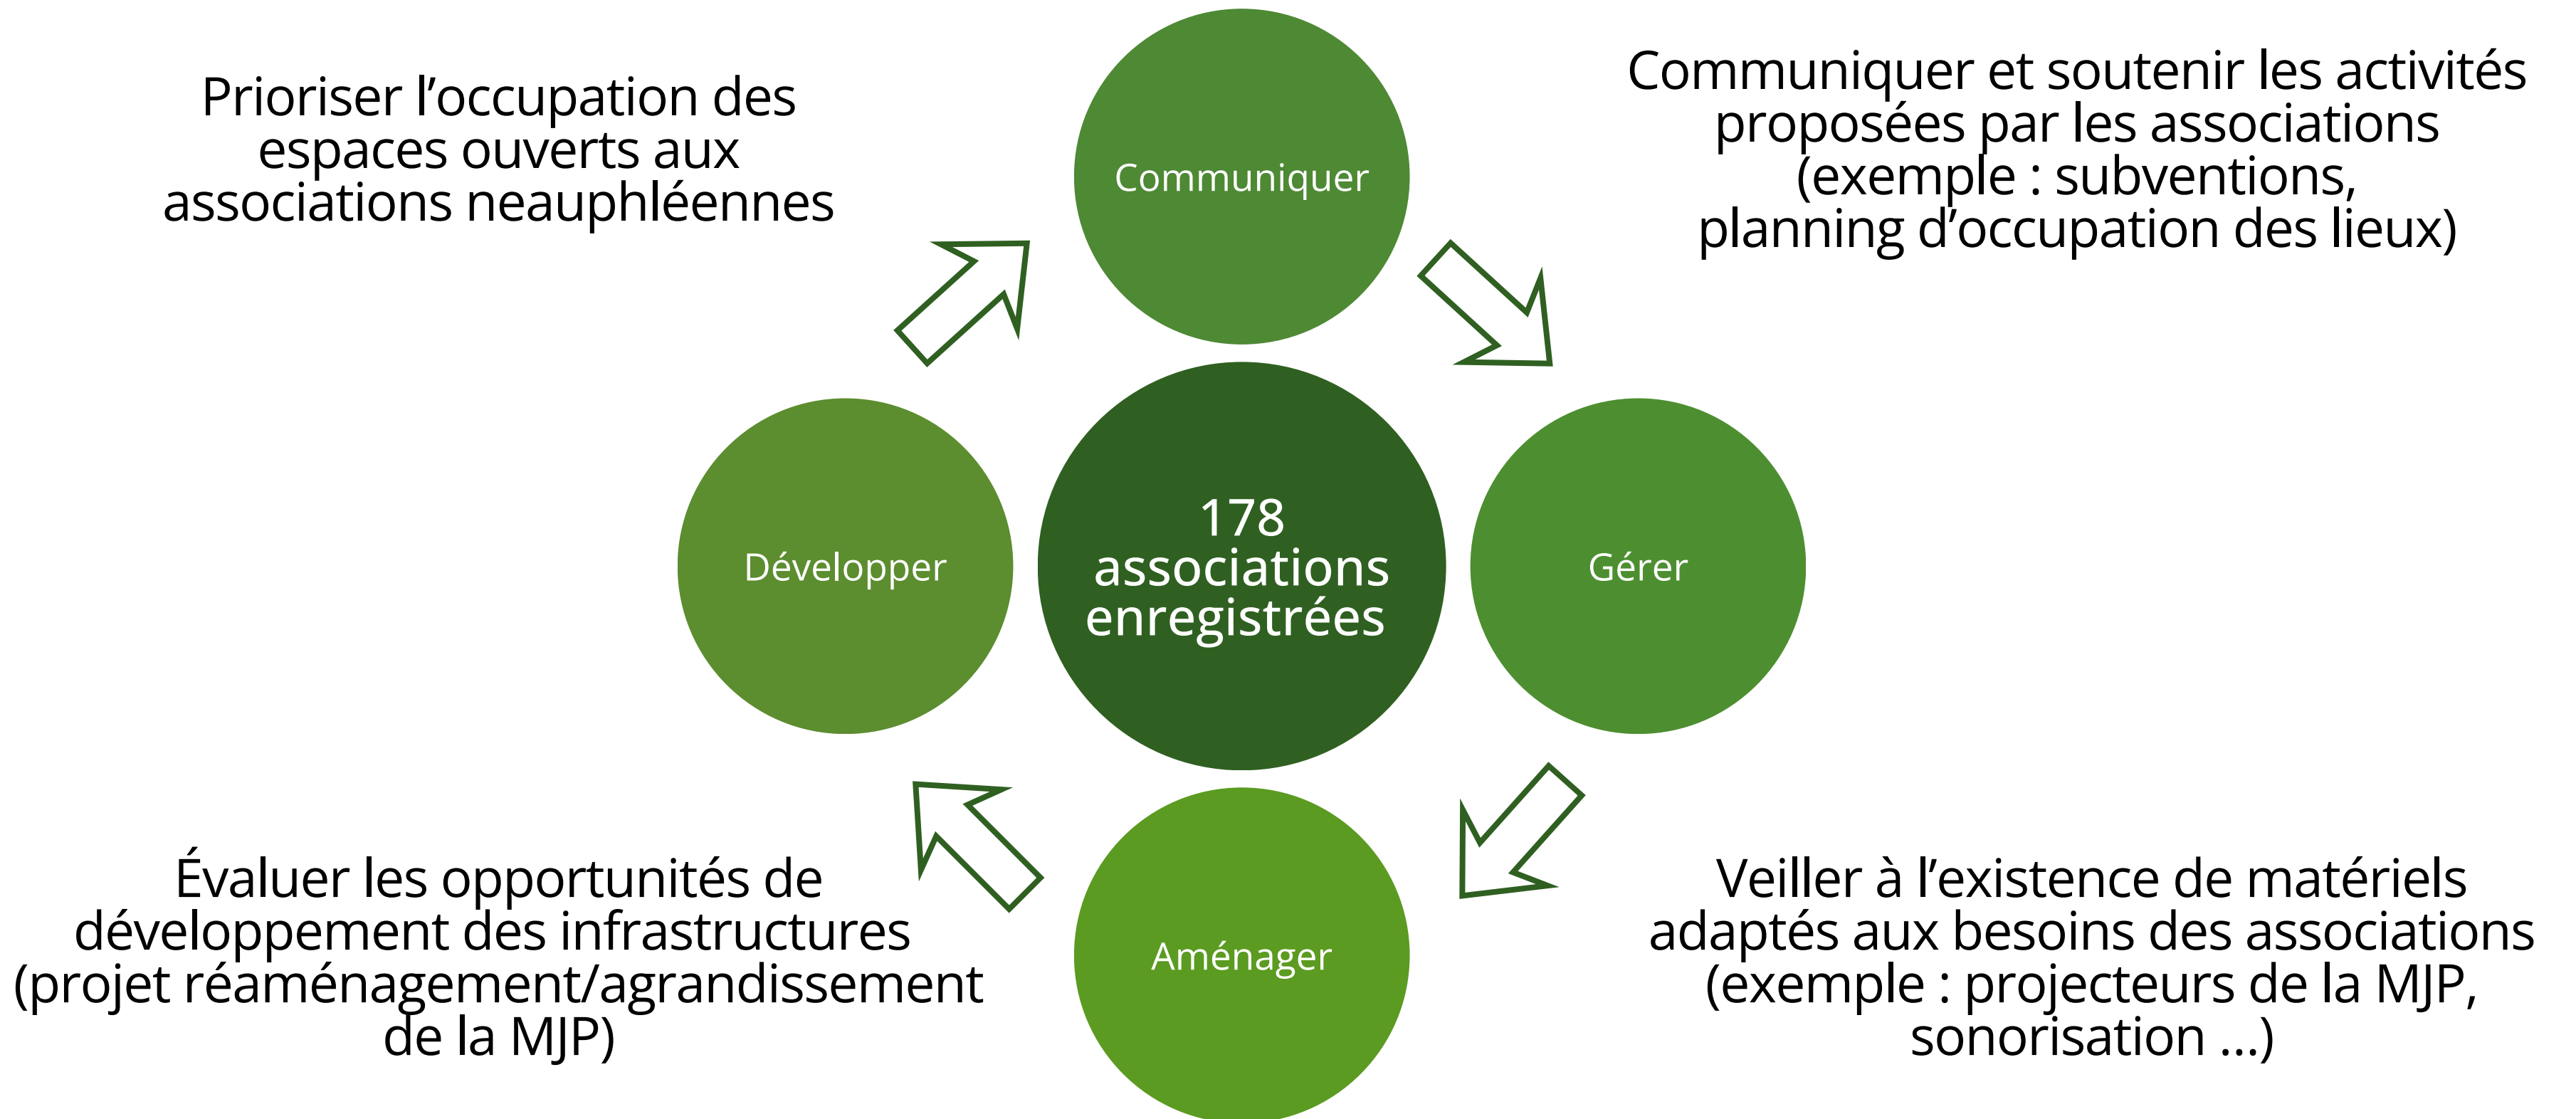 Prioriser l’occupation des
espaces ouverts aux
associations neauphléennes
Communiquer
Communiquer et soutenir les activités
proposées par les associations
(exemple : subventions,
planning d’occupation des lieux)
Développer
178
associations
enregistrées
Gérer
Évaluer les opportunités de
développement des infrastructures
(projet réaménagement/agrandissement
de la MJP)
Aménager
Veiller à l’existence de matériels
adaptés aux besoins des associations
(exemple : projecteurs de la MJP,
sonorisation ...)